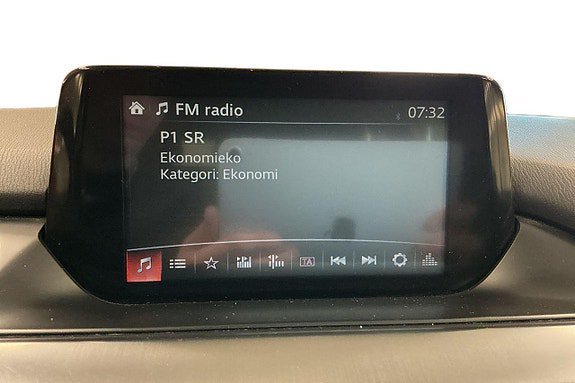 FM radio
07:32
P1 SR
Ekonomieko
Kategori: Ekonomi
TA